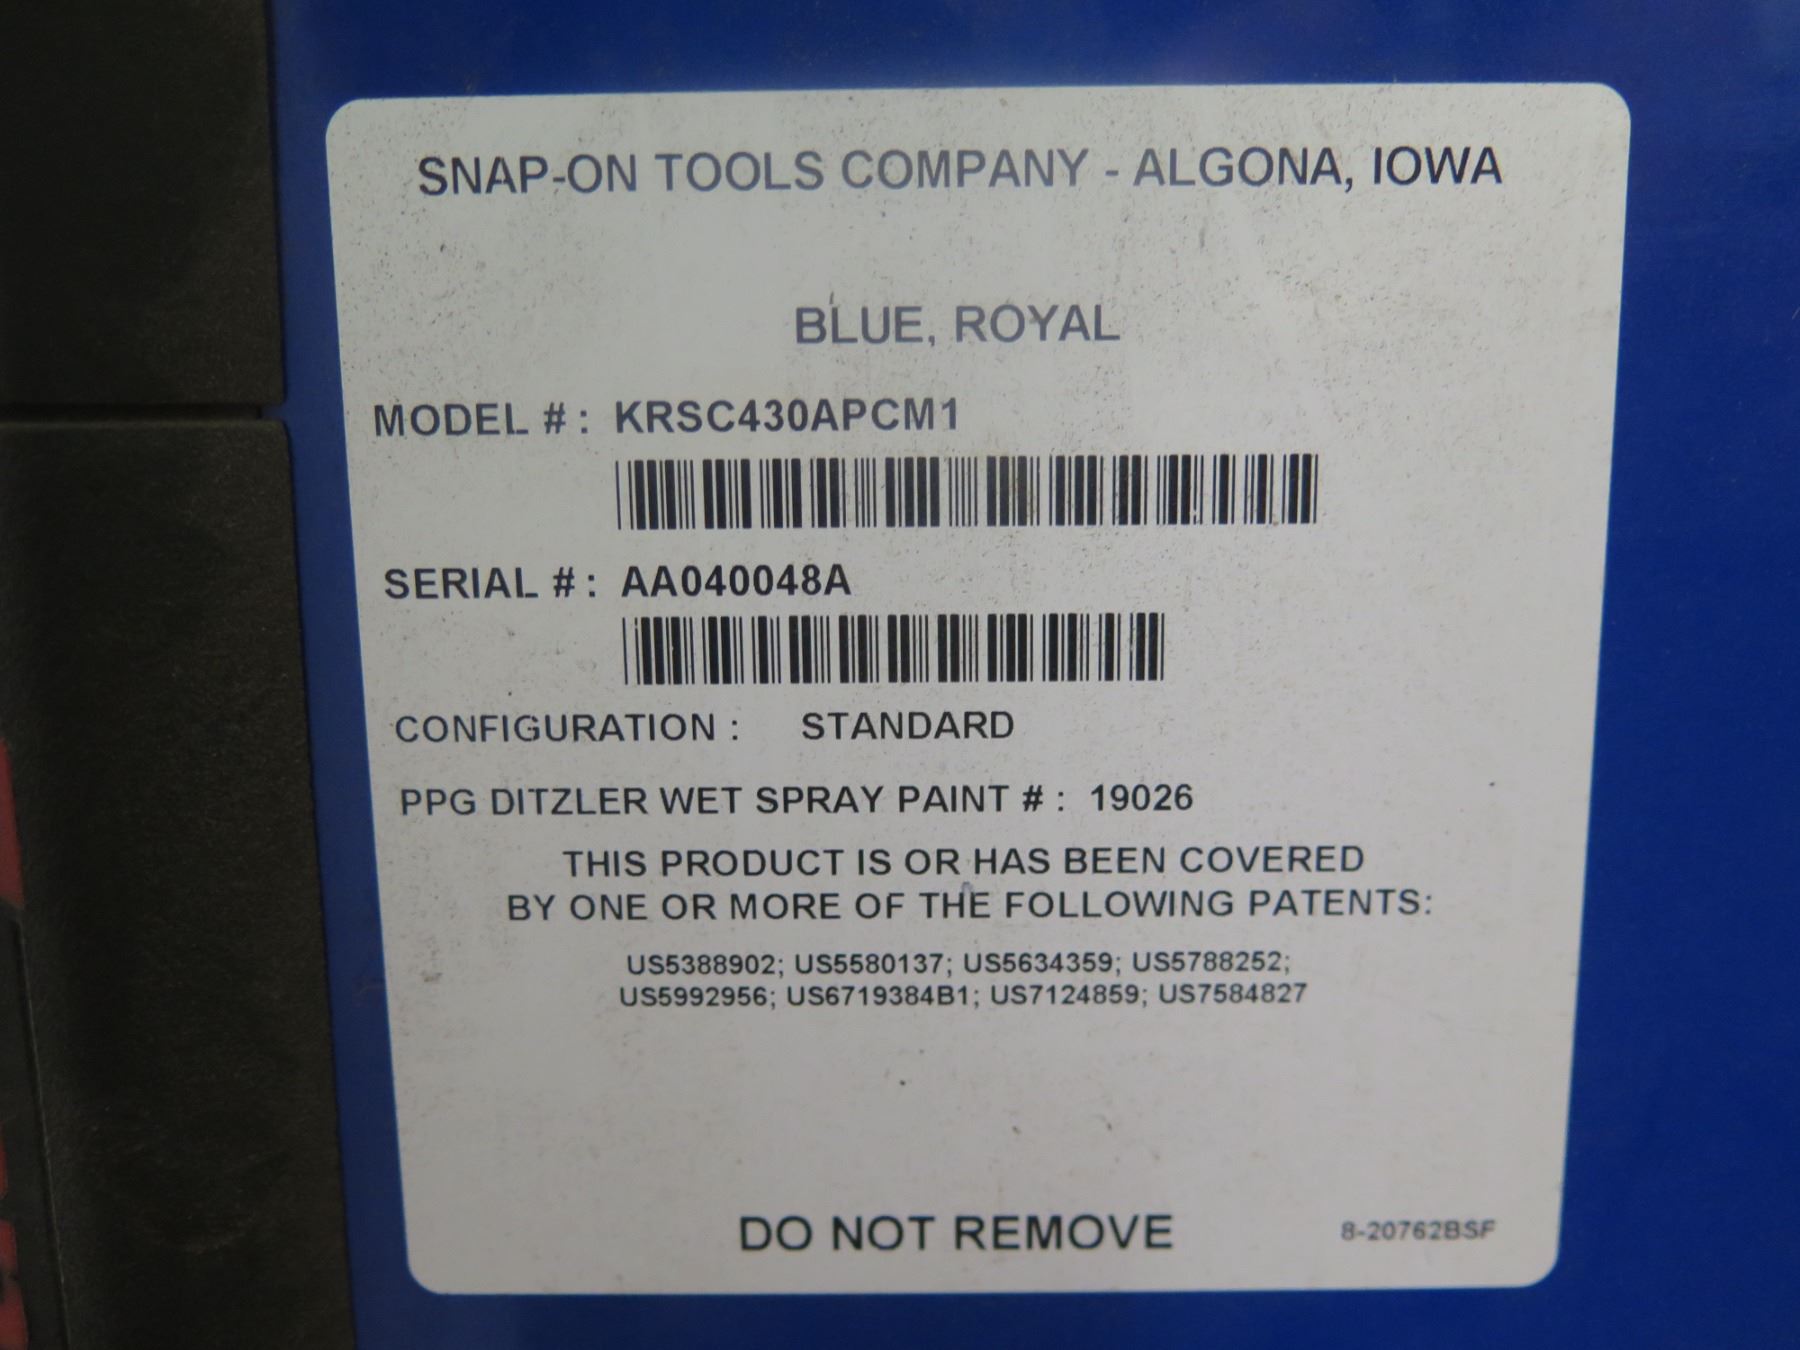 SNAP-ON TOOLS COMPANY - ALGONA, IOWA
BLUE, ROYAL
MODEL # : KRSC430APCM1
SERIAL # : AA040048A
CONFIGURATION : STANDARD
PPG DITZLER WET SPRAY PAINT # : 19026
THIS PRODUCT IS OR HAS BEEN COVERED
BY ONE OR MORE OF THE FOLLOWING PATENTS:
US5388902; US5580137; US5634359; US5788252;
US5992956; US6719384B1; US7124859; US7584827
DO NOT REMOVE
8-20762BSF